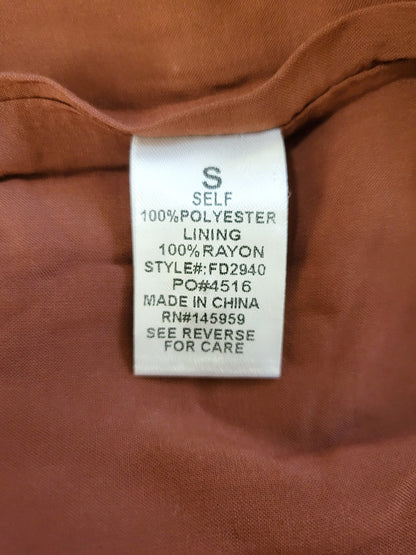 S
SELF
100%POLYESTER
LINING
100%RAYON
STYLE#:FD2940
PO#4516
MADE IN CHINA
RN#145959
SEE REVERSE
FOR CARE